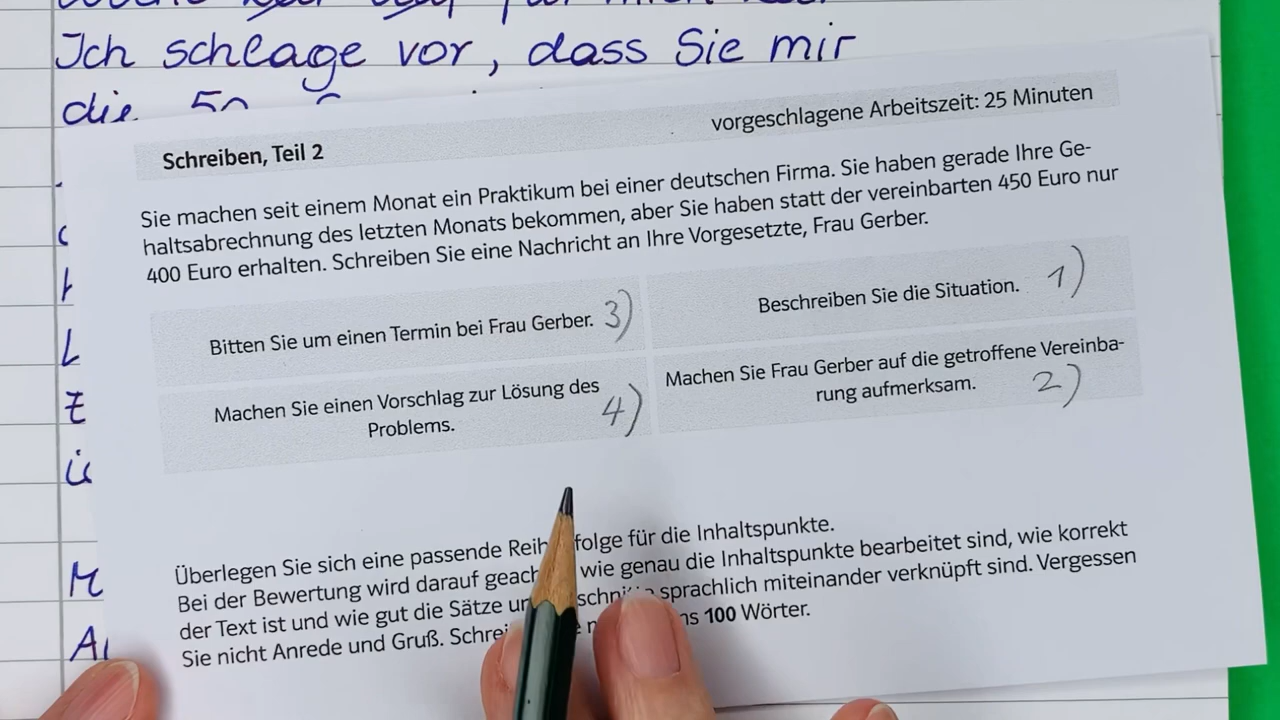 Ich schlage vor, dass Sie mir
die 50
Schreiben, Teil 2
vorgeschlagene Arbeitszeit: 25 Minuten
Sie machen seit einem Monat ein Praktikum bei einer deutschen Firma. Sie haben gerade Ihre Ge-
haltsabrechnung des letzten Monats bekommen, aber Sie haben statt der vereinbarten 450 Euro nur
400 Euro erhalten. Schreiben Sie eine Nachricht an Ihre Vorgesetzte, Frau Gerber.
Bitten Sie um einen Termin bei Frau Gerber. 3)
Beschreiben Sie die Situation. 1)
Machen Sie einen Vorschlag zur Lösung des
Problems. 4)
Machen Sie Frau Gerber auf die getroffene Vereinba-
rung aufmerksam. 2)
Überlegen Sie sich eine passende Reihenfolge für die Inhaltspunkte.
Bei der Bewertung wird darauf geach wie genau die Inhaltspunkte bearbeitet sind, wie korrekt
der Text ist und wie gut die Sätze un schnitte sprachlich miteinander verknüpft sind. Vergessen
Sie nicht Anrede und Gruß. 100 Wörter.